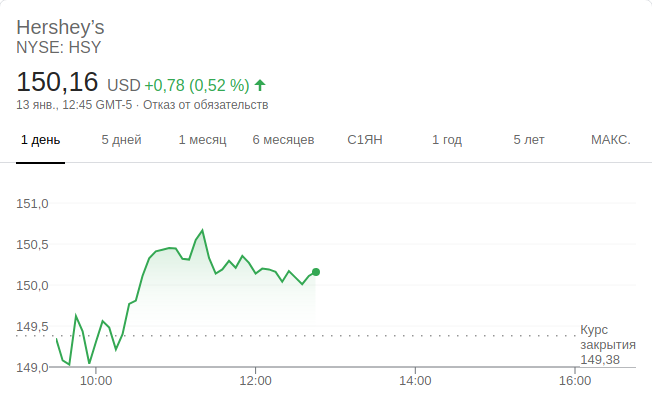 Hershey’s
NYSE: HSY
150,16 USD +0,78 (0,52 %)
13 янв., 12:45 GMT-5 · Отказ от обязательств
1 день 5 дней 1 месяц 6 месяцев С1ЯН 1 год 5 лет МАКС.
151,0
150,5
150,0
149,5
149,0
Курс
закрытия
149,38
10:00 12:00 14:00 16:00